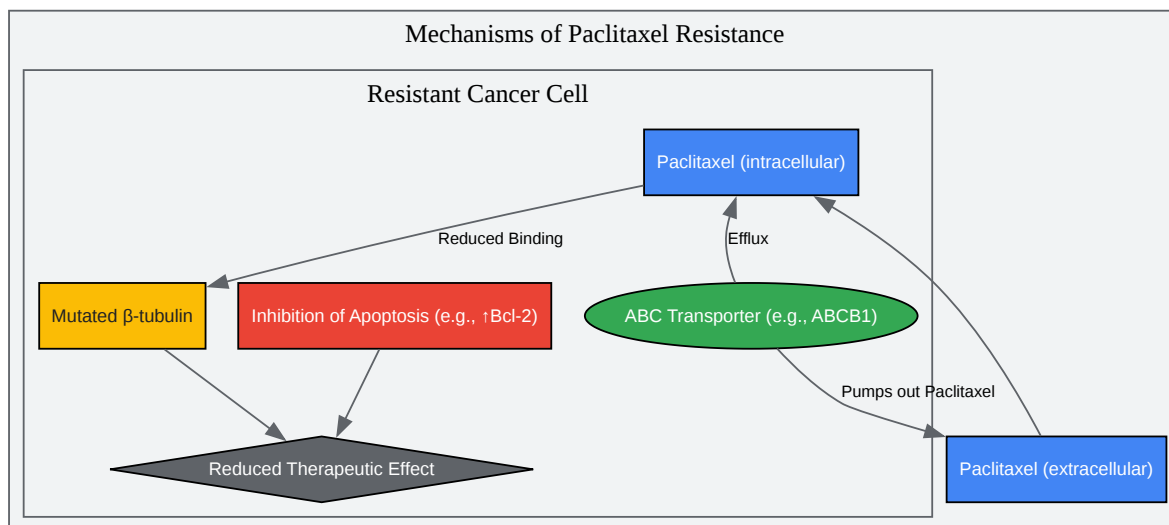 Mechanisms of Paclitaxel Resistance
Resistant Cancer Cell
Paclitaxel (intracellular)
Reduced Binding
Efflux
Mutated β-tubulin
Inhibition of Apoptosis (e.g., ↑Bcl-2)
ABC Transporter (e.g., ABCB1)
Pumps out Paclitaxel
Reduced Therapeutic Effect
Paclitaxel (extracellular)